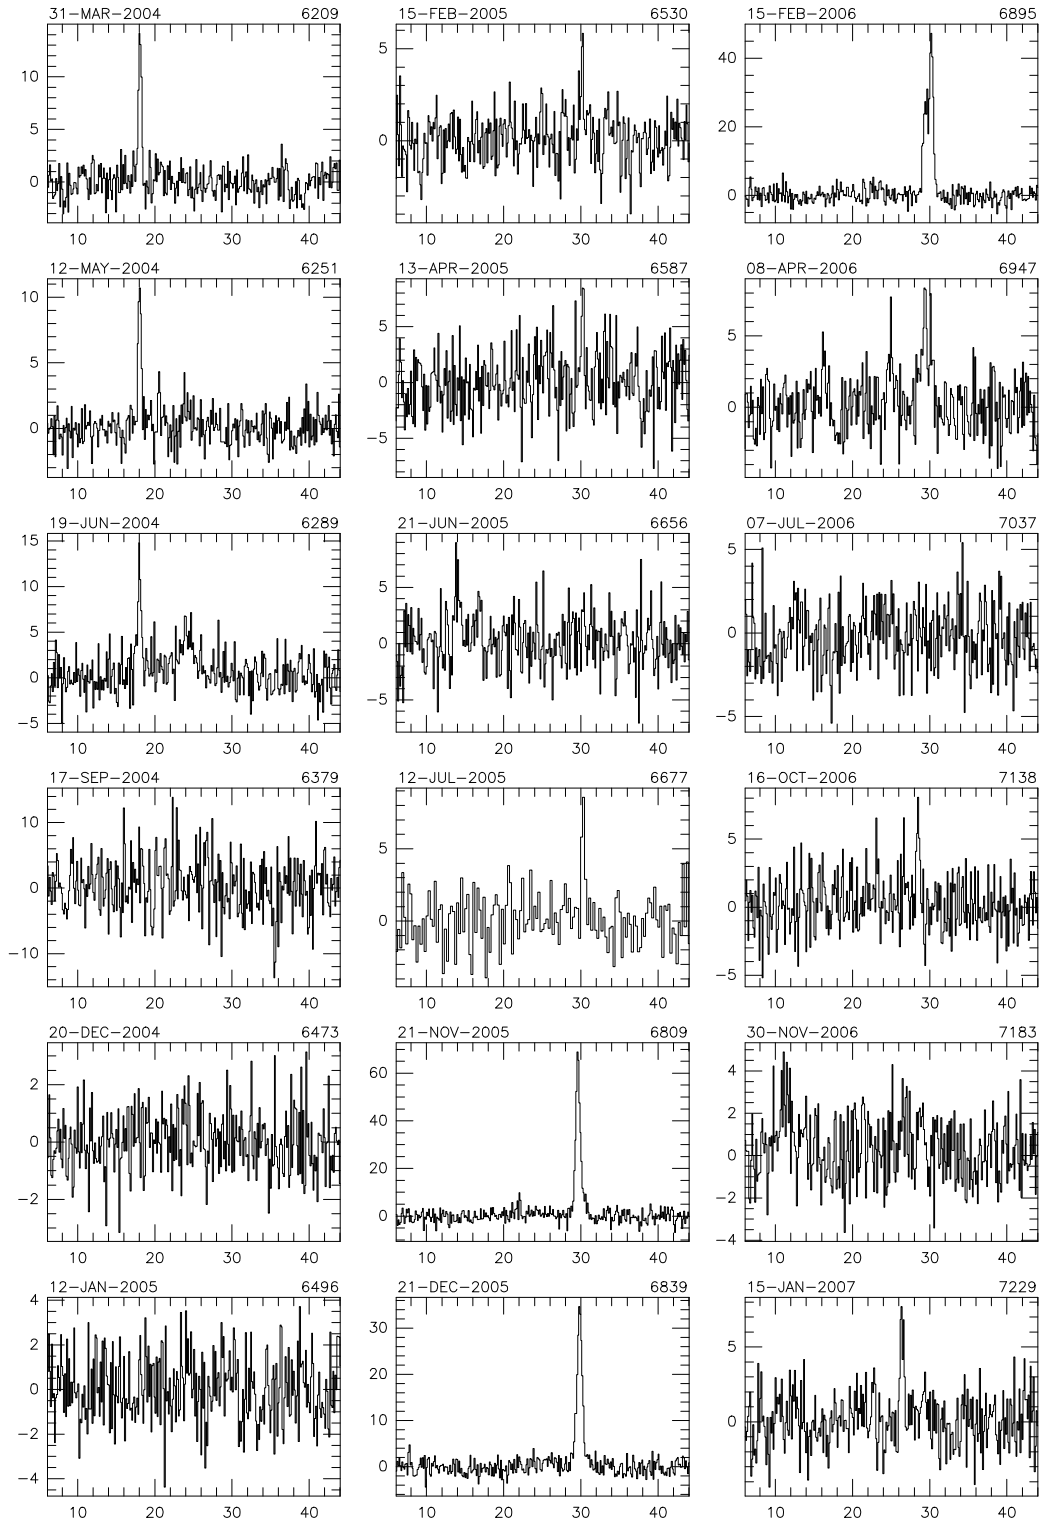 31-MAR-2004 6209 15-FEB-2005 6530 15-FEB-2006 6895
10 5 40
5 20
0 0 0
10 20 30 40 10 20 30 40 10 20 30 40
12-MAY-2004 6251 13-APR-2005 6587 08-APR-2006 6947
10 5 5
5 0
0 -5 0
10 20 30 40 10 20 30 40 10 20 30 40
19-JUN-2004 6289 21-JUN-2005 6656 07-JUL-2006 7037
15 5 5
10
5 0 0
0
-5 -5 -5
10 20 30 40 10 20 30 40 10 20 30 40
17-SEP-2004 6379 12-JUL-2005 6677 16-OCT-2006 7138
10 5 5
0 0 0
-10 -5
10 20 30 40 10 20 30 40 10 20 30 40
20-DEC-2004 6473 21-NOV-2005 6809 30-NOV-2006 7183
2 60 4
40 2
0 20 0
-2 0 -2
-4
10 20 30 40 10 20 30 40 10 20 30 40
12-JAN-2005 6496 21-DEC-2005 6839 15-JAN-2007 7229
4 30 5
2 20
0 10 0
-2 0
-4
10 20 30 40 10 20 30 40 10 20 30 40